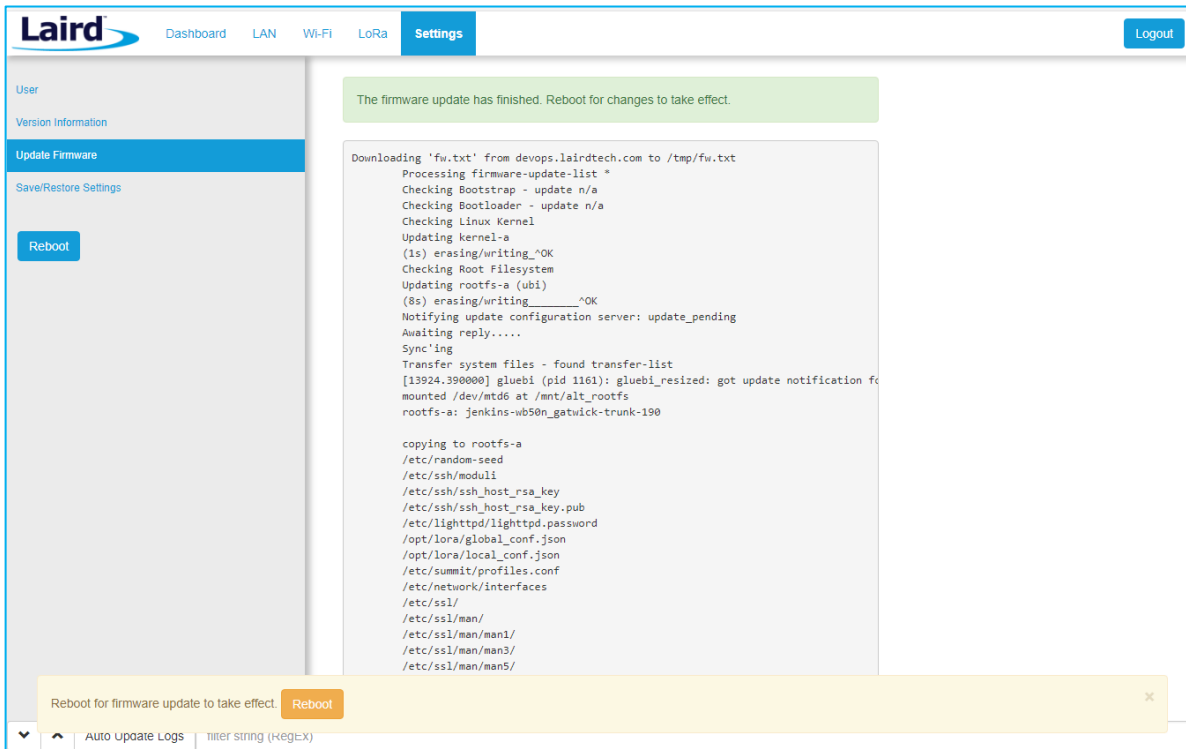 Laird
Dashboard LAN Wi-Fi LoRa Settings Logout
User
Version Information
Update Firmware
Save/Restore Settings
Reboot
The firmware update has finished. Reboot for changes to take effect.
Downloading 'fw.txt' from devops.lairdtech.com to /tmp/fw.txt
Processing firmware-update-list *
Checking Bootstrap - update n/a
Checking Bootloader - update n/a
Checking Linux Kernel
Updating kernel-a
(1s) erasing/writing_^OK
Checking Root Filesystem
Updating rootfs-a (ubi)
(8s) erasing/writing________^OK
Notifying update configuration server: update_pending
Awaiting reply.....
Sync'ing
Transfer system files - found transfer-list
[13924.390000] gluebi (pid 1161): gluebi_resized: got update notification fo
mounted /dev/mtd6 at /mnt/alt_rootfs
rootfs-a: jenkins-wb50n_gatwick-trunk-190
copying to rootfs-a
/etc/random-seed
/etc/ssh/moduli
/etc/ssh/ssh_host_rsa_key
/etc/ssh/ssh_host_rsa_key.pub
/etc/lighttpd/lighttpd.password
/opt/lora/global_conf.json
/opt/lora/local_conf.json
/etc/summit/profiles.conf
/etc/network/interfaces
/etc/ssl/
/etc/ssl/man/
/etc/ssl/man/man1/
/etc/ssl/man/man3/
/etc/ssl/man/man5/
Reboot for firmware update to take effect. Reboot ×
Auto Update Logs filter string (RegEx)